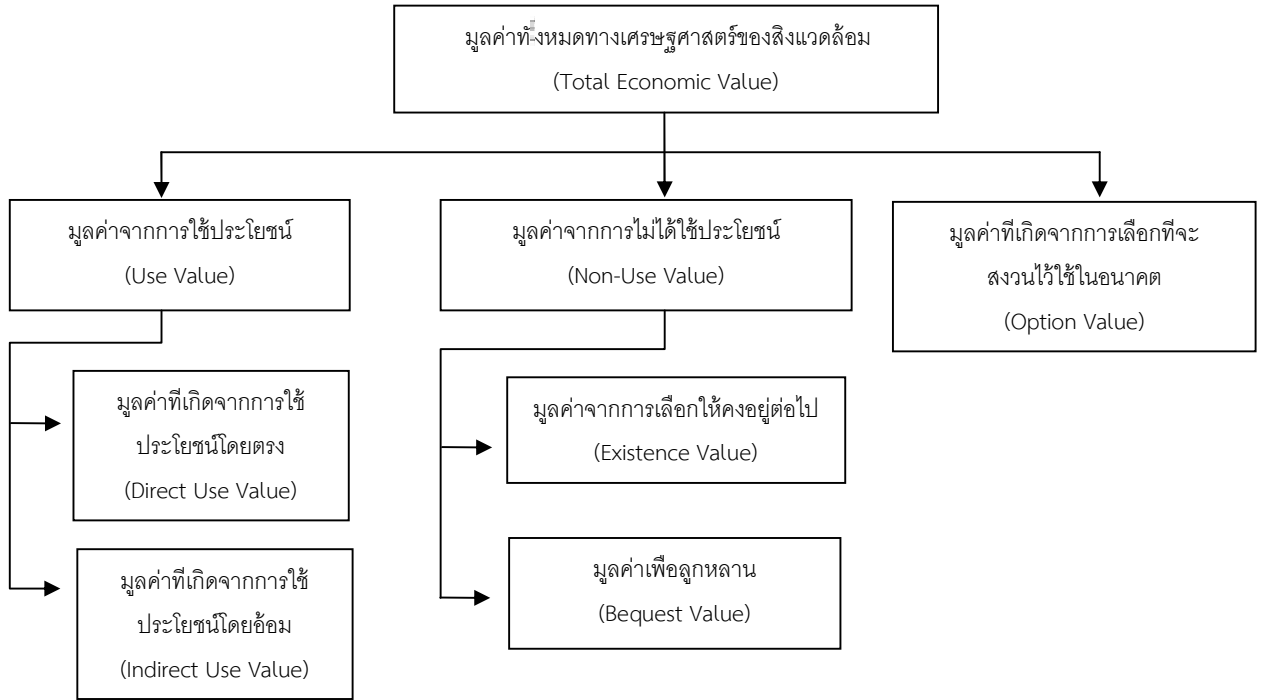 มูลค่าทั้งหมดทางเศรษฐศาสตร์ของสิ่งแวดล้อม
(Total Economic Value)
มูลค่าจากการใช้ประโยชน์
(Use Value)
มูลค่าจากการไม่ได้ใช้ประโยชน์
(Non-Use Value)
มูลค่าที่เกิดจากการเลือกที่จะ
สงวนไว้ใช้ในอนาคต
(Option Value)
มูลค่าที่เกิดจากการใช้
ประโยชน์โดยตรง
(Direct Use Value)
มูลค่าที่เกิดจากการใช้
ประโยชน์โดยอ้อม
(Indirect Use Value)
มูลค่าจากการเลือกให้คงอยู่ต่อไป
(Existence Value)
มูลค่าเพื่อลูกหลาน
(Bequest Value)